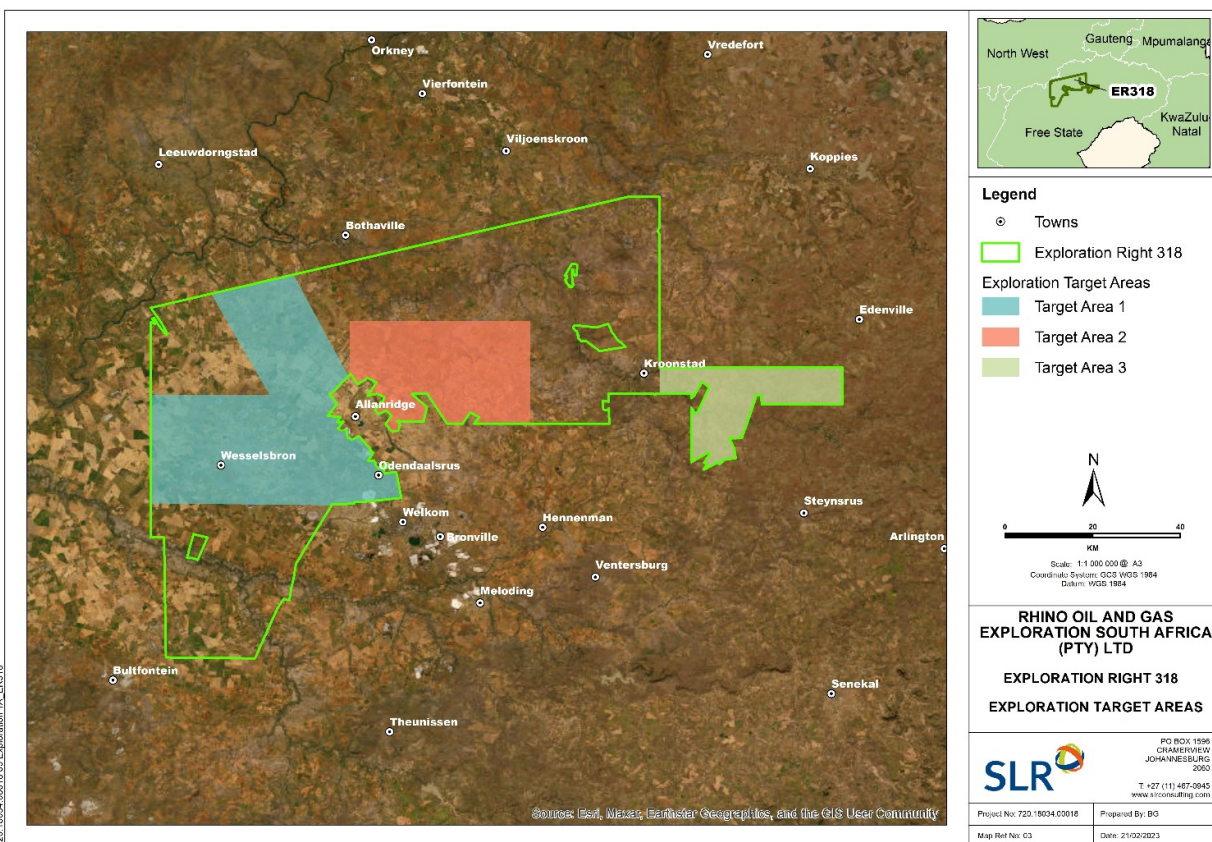 Orkney
Vredefort
Vierfontein
Viljoenskroon
Leeuwdorngstad
Koppies
Bothaville
Edenville
Kroonstad
Allanridge
Wesselsbron
Odendaalsrus
Welkom
Steynsrus
Hennenman
Bronville
Arlington
Ventersburg
Meloding
Bultfontein
Senekal
Theunissen
Source: Esri, Maxar, Earthstar Geographics, and the GIS User Community
Gauteng
Mpumalanga
North West
ER318
KwaZulu-
Natal
Free State
Legend
Towns
Exploration Right 318
Exploration Target Areas
Target Area 1
Target Area 2
Target Area 3
N
0 20 40
KM
Scale: 1:1 000 000 @ A3
Coordinate System: GCS WGS 1984
Datum: WGS 1984
RHINO OIL AND GAS
EXPLORATION SOUTH AFRICA
(PTY) LTD
EXPLORATION RIGHT 318
EXPLORATION TARGET AREAS
SLR
PO BOX 1596
CRAMERVIEW
JOHANNESBURG
2060
T: +27 (11) 467-0945
www.slrconsulting.com
Project No: 720.18034.00018
Prepared By: BG
Map Ref No: 03
Date: 21/02/2023